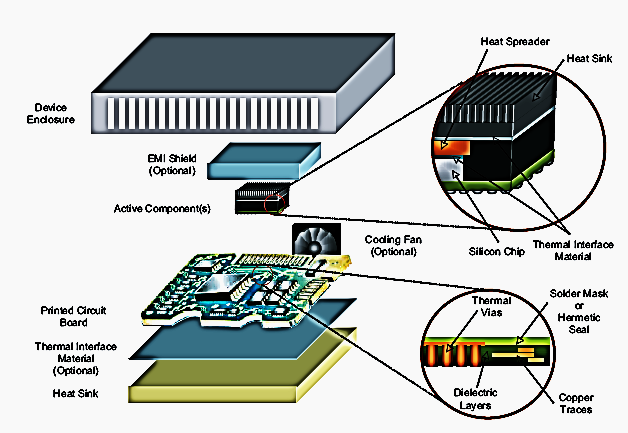 Heat Spreader
Heat Sink
Device
Enclosure
EMI Shield
(Optional)
Active Component(s)
Silicon Chip
Thermal Interface
Material
Cooling Fan
(Optional)
Printed Circuit
Board
Thermal Interface
Material
(Optional)
Heat Sink
Thermal
Vias
Solder Mask
or
Hermetic
Seal
Dielectric
Layers
Copper
Traces